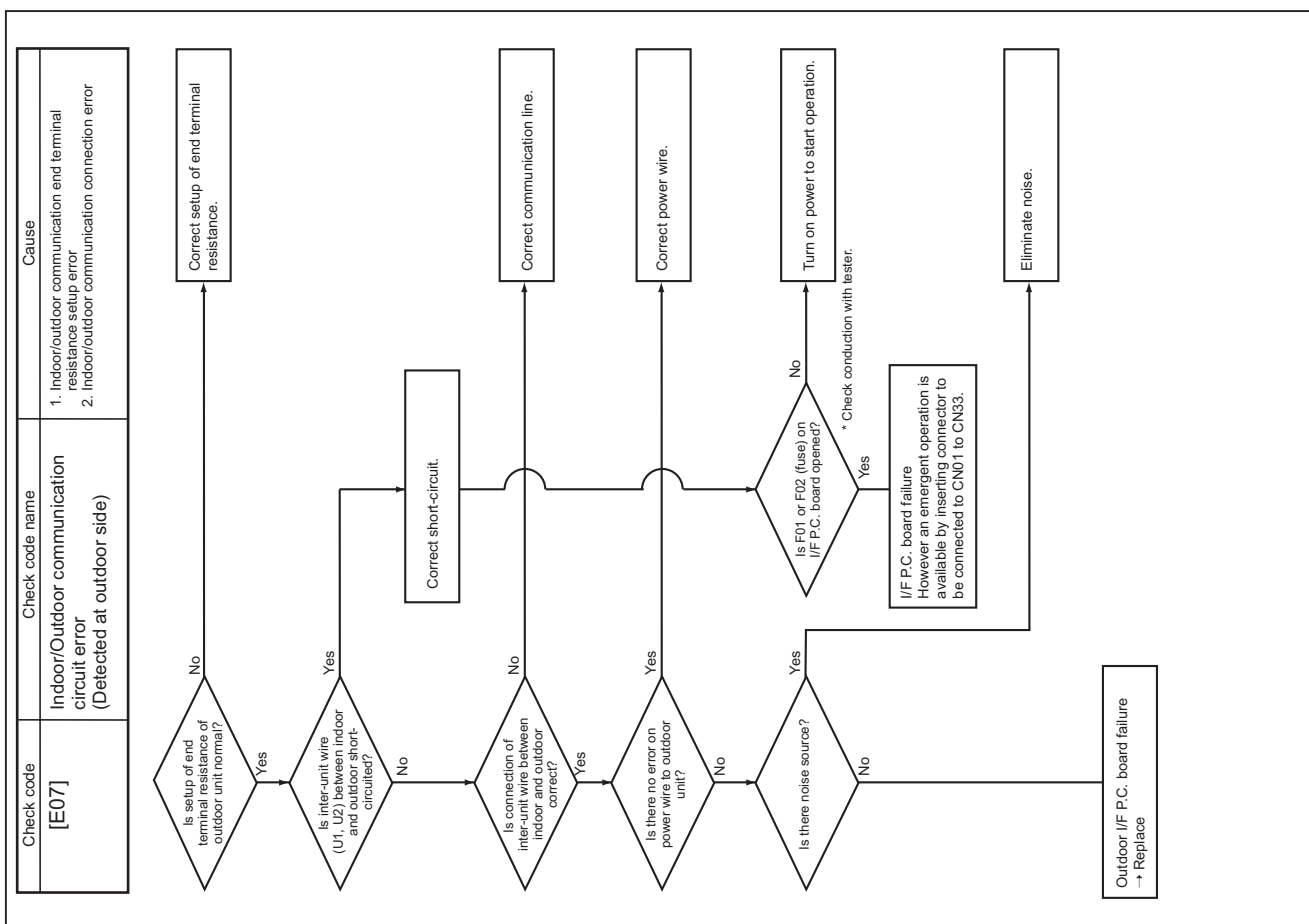 Check code
Check code name
Cause
[E07]
Indoor/Outdoor communication
circuit error
(Detected at outdoor side)
1. Indoor/outdoor communication end terminal
resistance setup error
2. Indoor/outdoor communication connection error
Is setup of end
terminal resistance of
outdoor unit normal?
No
Correct setup of end terminal
resistance.
Yes
Is inter-unit wire
(U1, U2) between indoor
and outdoor short-
circuited?
Yes
Correct short-circuit.
No
Is connection of
inter-unit wire between
indoor and outdoor
correct?
No
Correct communication line.
Yes
Is there no error on
power wire to outdoor
unit?
Yes
Correct power wire.
No
Is there noise source?
Yes
Is F01 or F02 (fuse) on
I/F P.C. board opened?
No
Turn on power to start operation.
* Check conduction with tester.
Yes
I/F P.C. board failure
However an emergent operation is
available by inserting connector to
be connected to CN01 to CN33.
Eliminate noise.
No
Outdoor I/F P.C. board failure
→ Replace